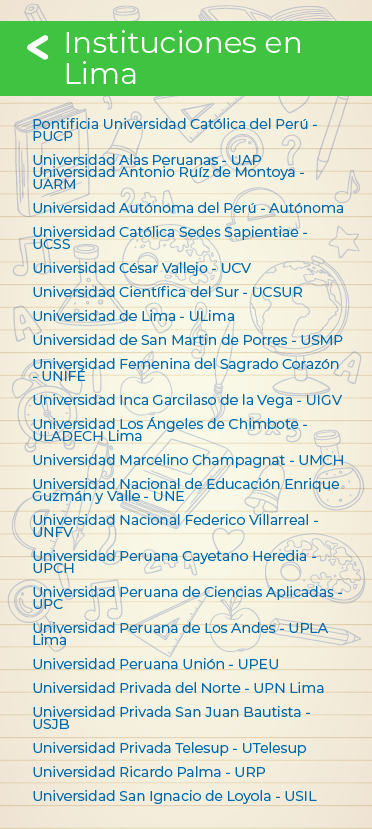 Instituciones en
Lima
Pontificia Universidad Católica del Perú -
PUCP
Universidad Alas Peruanas - UAP
Universidad Antonio Ruíz de Montoya -
UARM
Universidad Autónoma del Perú - Autónoma
Universidad Católica Sedes Sapientiae -
UCSS
Universidad César Vallejo - UCV
Universidad Científica del Sur - UCSUR
Universidad de Lima - ULima
Universidad de San Martin de Porres - USMP
Universidad Femenina del Sagrado Corazón
- UNIFÉ
Universidad Inca Garcilaso de la Vega - UIGV
Universidad Los Ángeles de Chimbote -
ULADECH Lima
Universidad Marcelino Champagnat - UMCH
Universidad Nacional de Educación Enrique
Guzmán y Valle - UNE
Universidad Nacional Federico Villarreal -
UNFV
Universidad Peruana Cayetano Heredia -
UPCH
Universidad Peruana de Ciencias Aplicadas -
UPC
Universidad Peruana de Los Andes - UPLA
Lima
Universidad Peruana Unión - UPEU
Universidad Privada del Norte - UPN Lima
Universidad Privada San Juan Bautista -
USJB
Universidad Privada Telesup - UTelesup
Universidad Ricardo Palma - URP
Universidad San Ignacio de Loyola - USIL